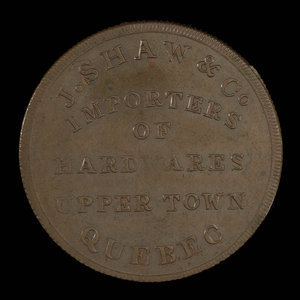 J. SHAW & Co
IMPORTERS
OF
HARDWARES
UPPER TOWN
QUEBEC